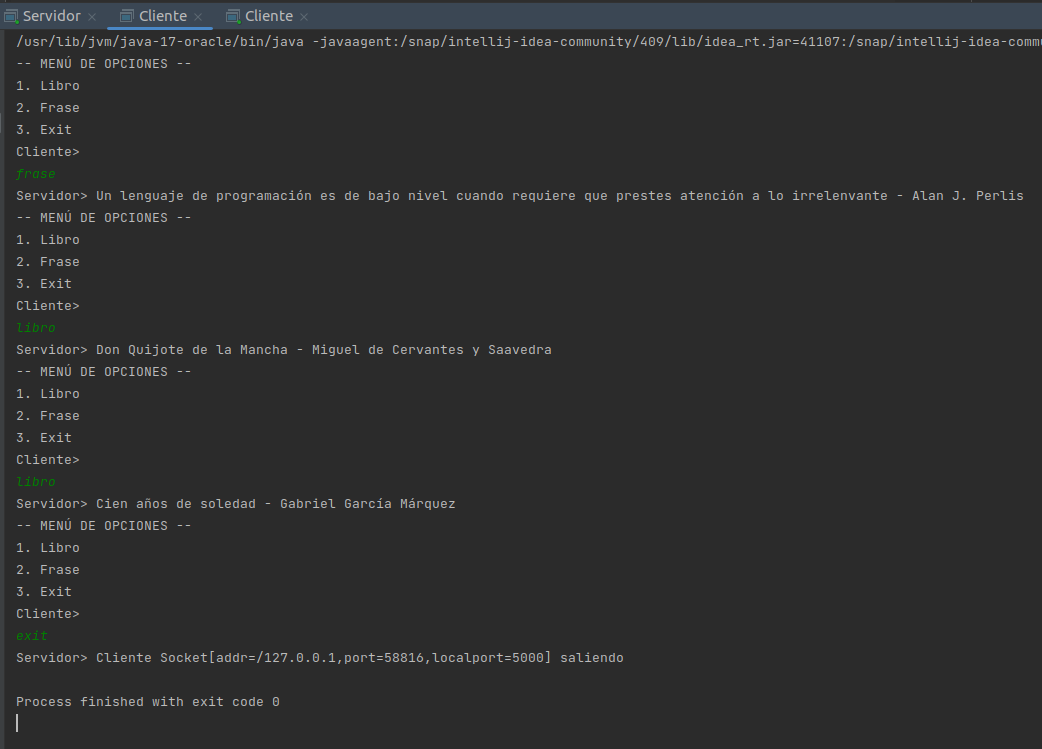 Servidor Cliente Cliente
/usr/lib/jvm/java-17-oracle/bin/java -javaagent:/snap/intellij-idea-community/409/lib/idea_rt.jar=41107:/snap/intellij-idea-comm
-- MENÚ DE OPCIONES --
1. Libro
2. Frase
3. Exit
Cliente>
frase
Servidor> Un lenguaje de programación es de bajo nivel cuando requiere que prestes atención a lo irrelenvante - Alan J. Perlis
-- MENÚ DE OPCIONES --
1. Libro
2. Frase
3. Exit
Cliente>
libro
Servidor> Don Quijote de la Mancha - Miguel de Cervantes y Saavedra
-- MENÚ DE OPCIONES --
1. Libro
2. Frase
3. Exit
Cliente>
libro
Servidor> Cien años de soledad - Gabriel García Márquez
-- MENÚ DE OPCIONES --
1. Libro
2. Frase
3. Exit
Cliente>
exit
Servidor> Cliente Socket[addr=/127.0.0.1,port=58816,localport=5000] saliendo
Process finished with exit code 0